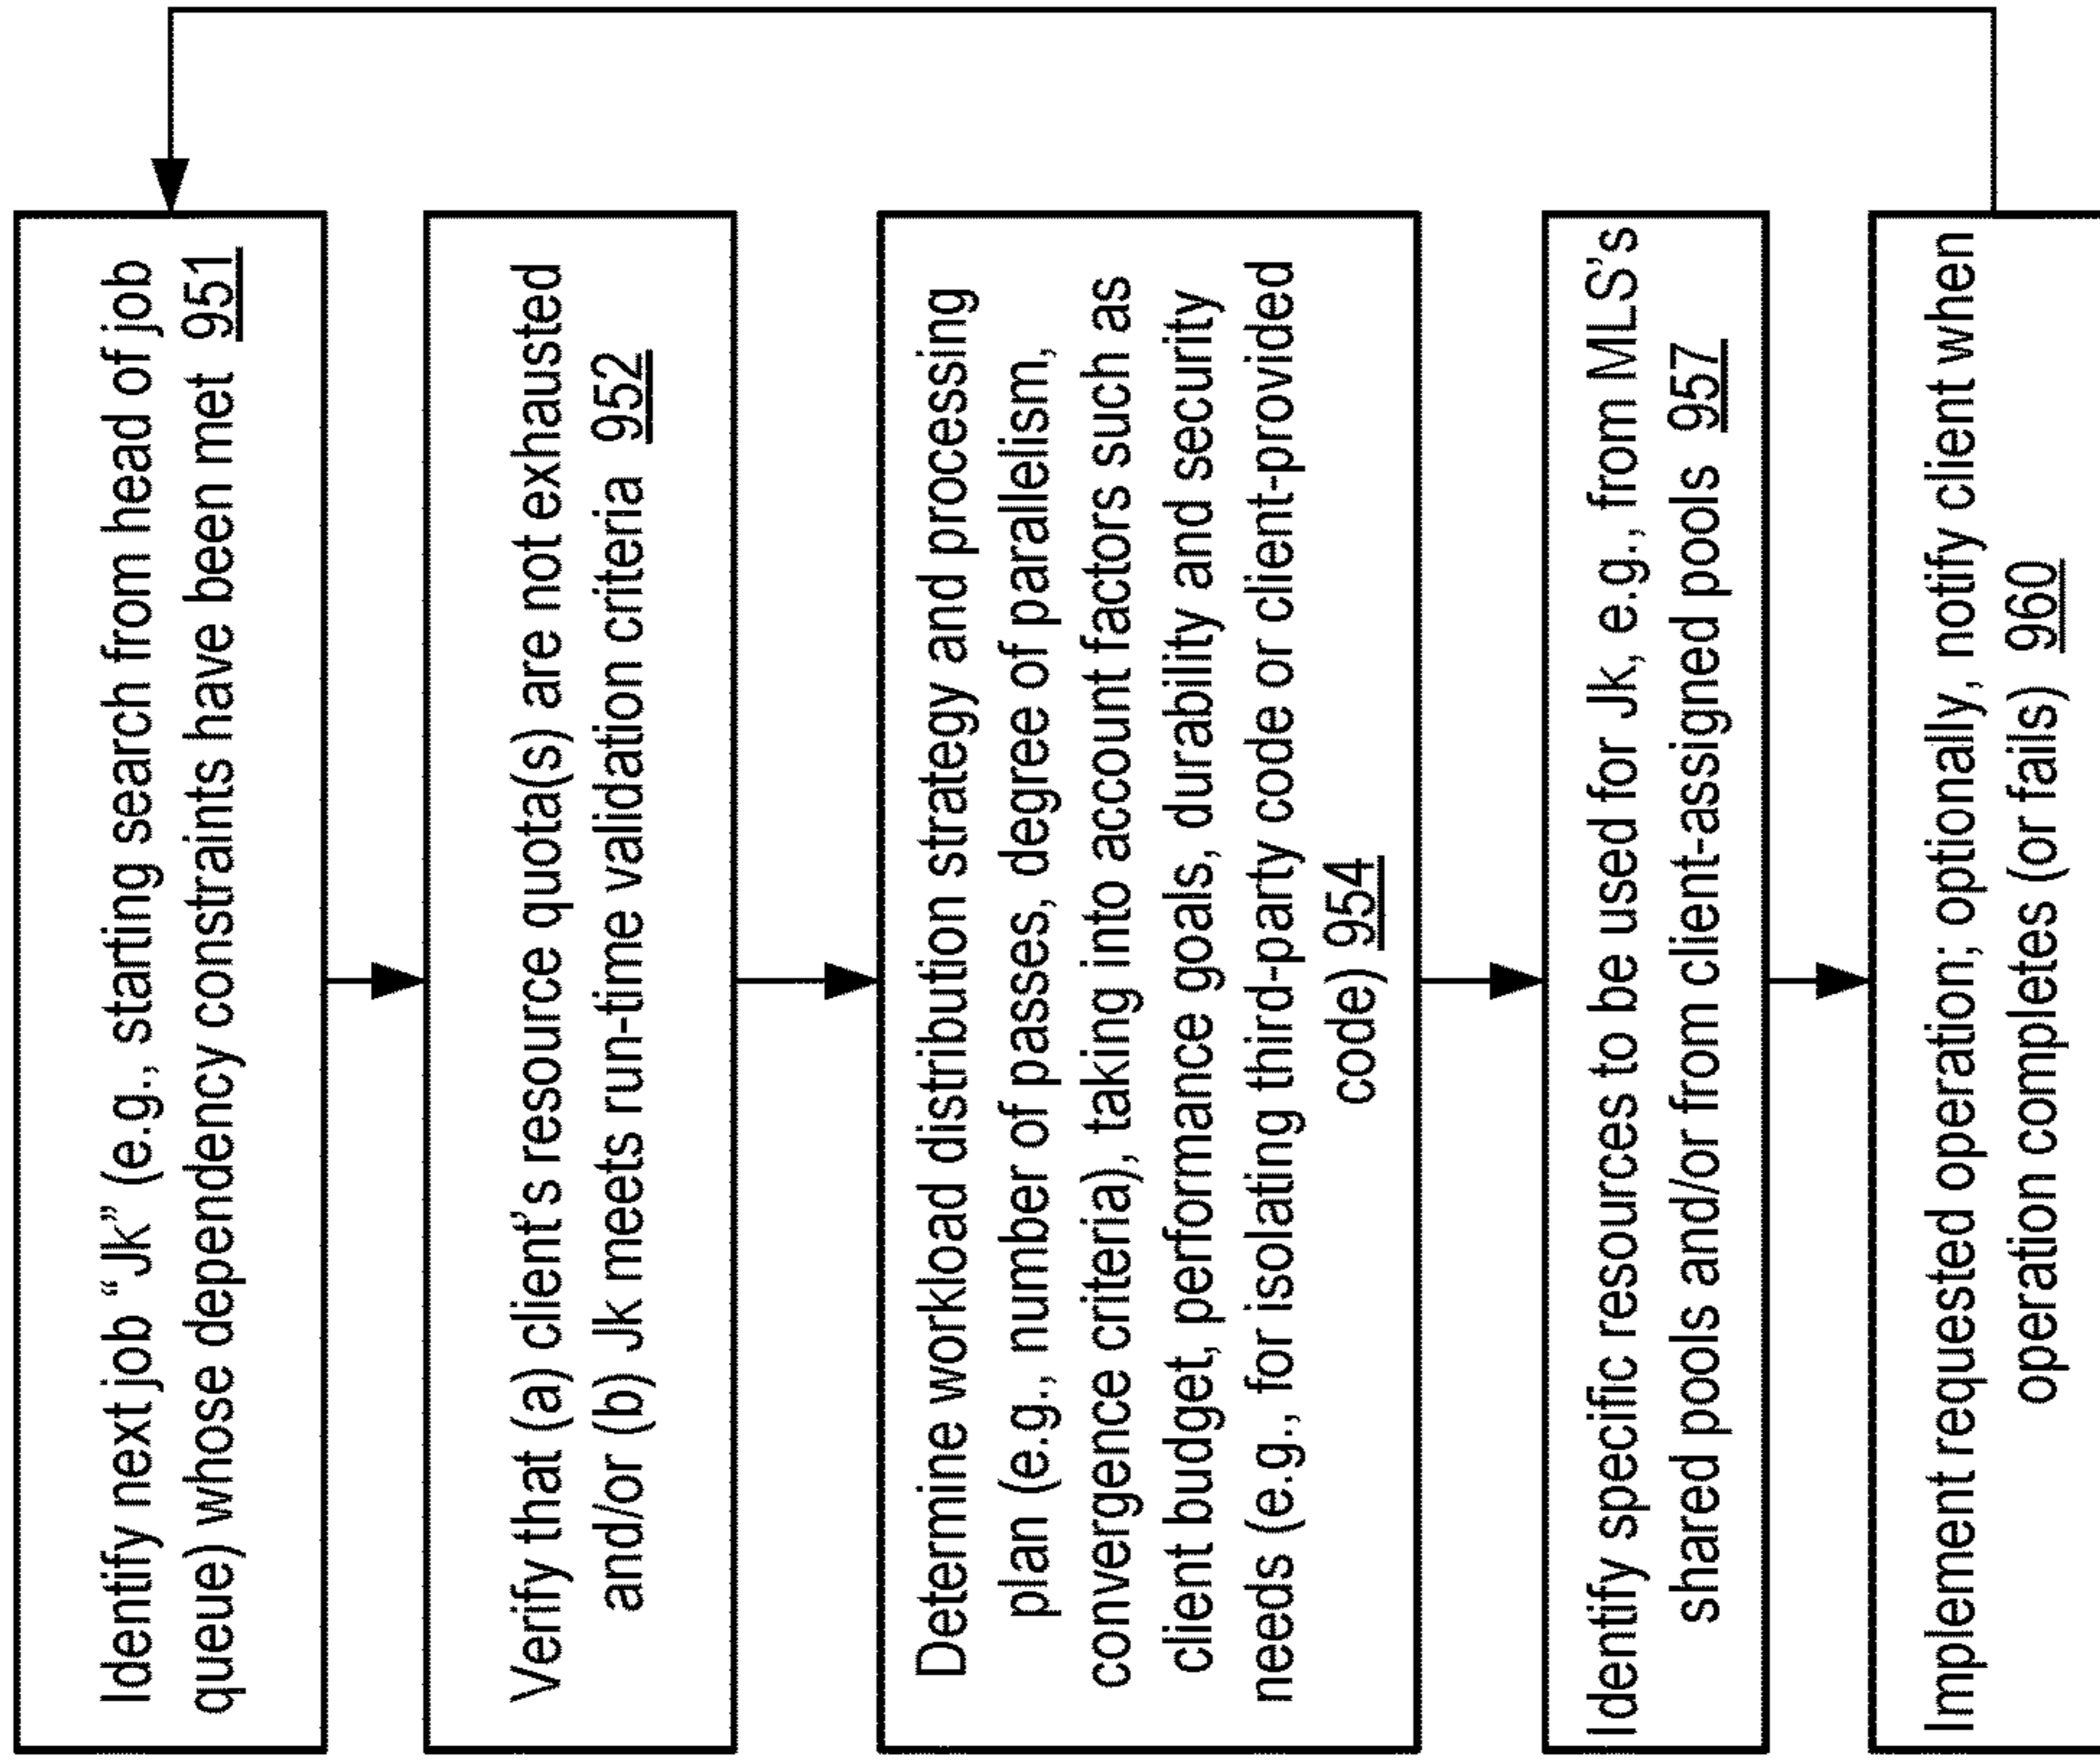 Identify next job “Jk” (e.g., starting search from head of job
queue) whose dependency constraints have been met 951
Verify that (a) client’s resource quota(s) are not exhausted
and/or (b) Jk meets run-time validation criteria 952
Determine workload distribution strategy and processing
plan (e.g., number of passes, degree of parallelism,
convergence criteria), taking into account factors such as
client budget, performance goals, durability and security
needs (e.g., for isolating third-party code or client-provided
code) 954
Identify specific resources to be used for Jk, e.g., from MLS’s
shared pools and/or from client-assigned pools 957
Implement requested operation; optionally, notify client when
operation completes (or fails) 960